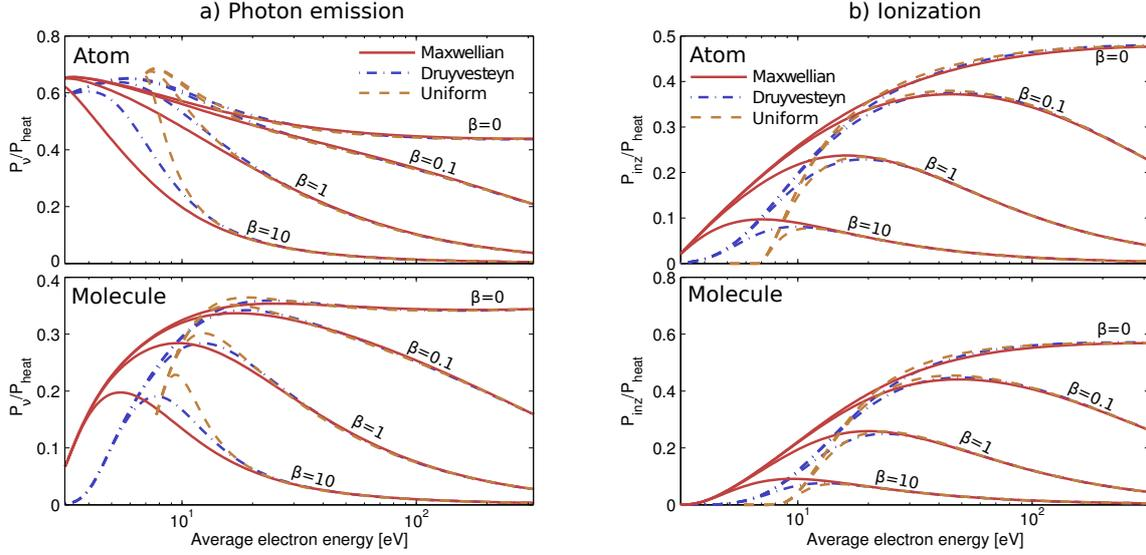 a) Photon emission
Atom
Maxwellian
Druyvesteyn
Uniform
β=0
β=0.1
β=1
β=10
P_ν/P_heat
0.8
0.6
0.4
0.2
0
Molecule
β=0
β=0.1
β=1
β=10
P_ν/P_heat
0.4
0.3
0.2
0.1
0
10^1
10^2
Average electron energy [eV]
b) Ionization
Atom
Maxwellian
Druyvesteyn
Uniform
β=0
β=0.1
β=1
β=10
P_inz/P_heat
0.5
0.4
0.3
0.2
0.1
0
Molecule
β=0
β=0.1
β=1
β=10
P_inz/P_heat
0.8
0.6
0.4
0.2
0
10^1
10^2
Average electron energy [eV]